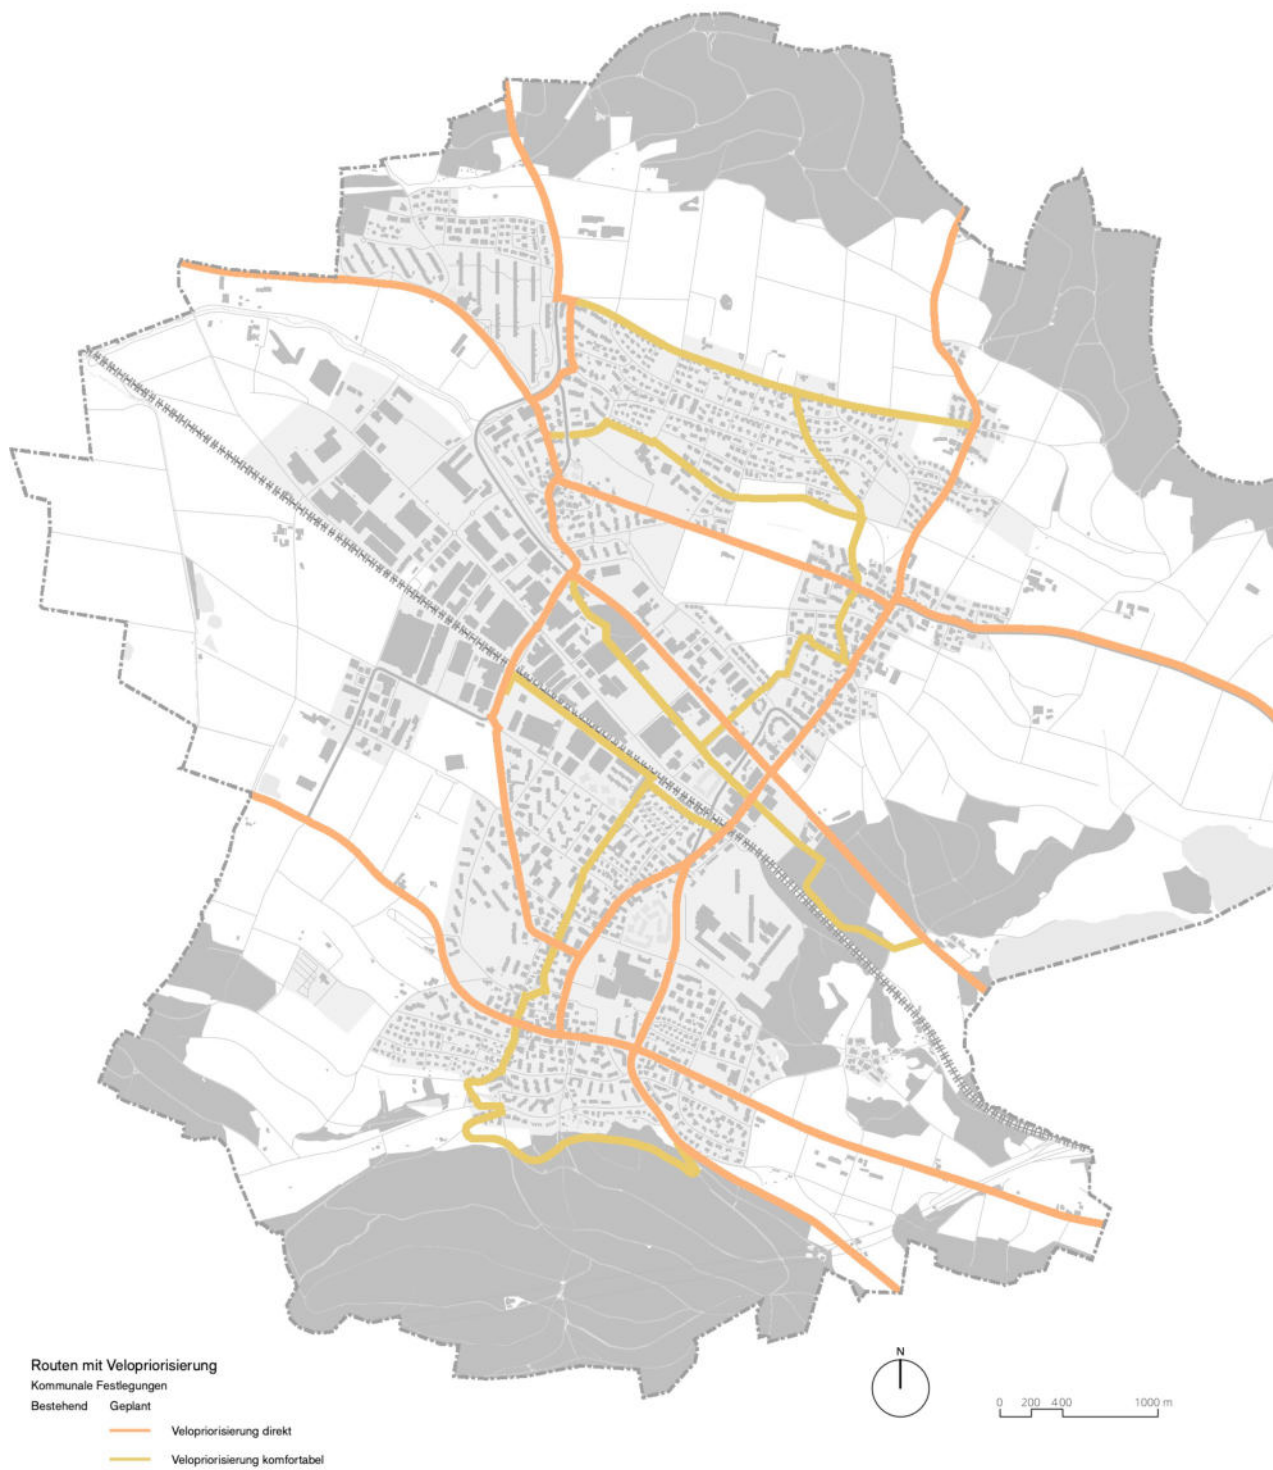 N
Routen mit Velopriorisierung
Kommunale Festlegungen
Bestehend Geplant
Velopriorisierung direkt
Velopriorisierung komfortabel
0 200 400 1000 m